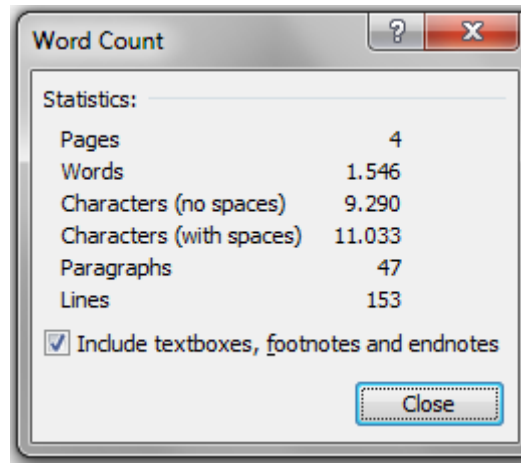 Word Count
Statistics:
Pages 4
Words 1.546
Characters (no spaces) 9.290
Characters (with spaces) 11.033
Paragraphs 47
Lines 153
Include textboxes, footnotes and endnotes
Close